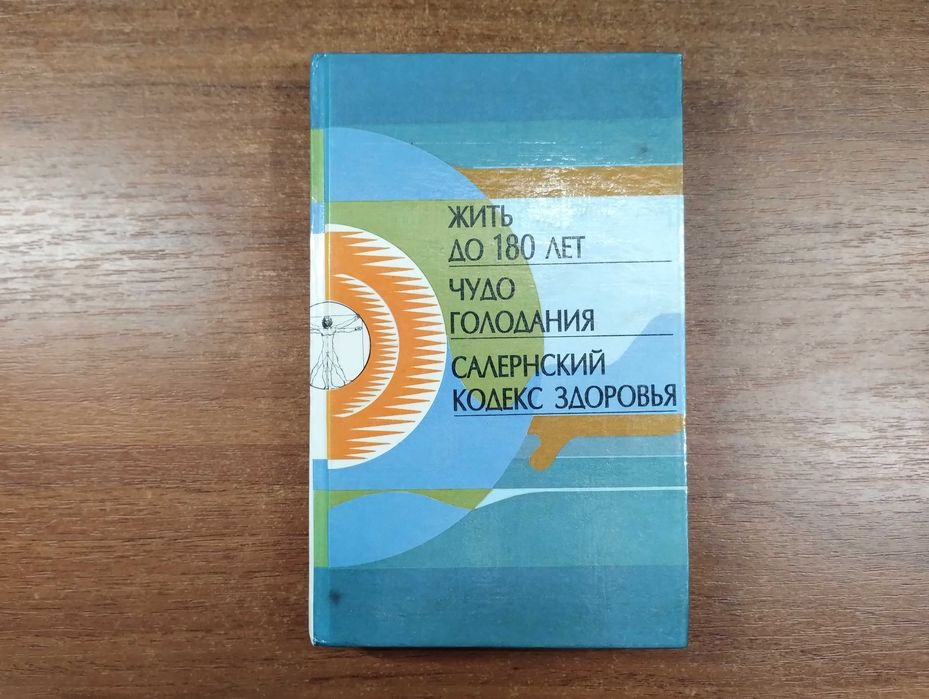 ЖИТЬ
ДО 180 ЛЕТ
ЧУДО
ГОЛОДАНИЯ
САЛЕРНСКИЙ
КОДЕКС ЗДОРОВЬЯ